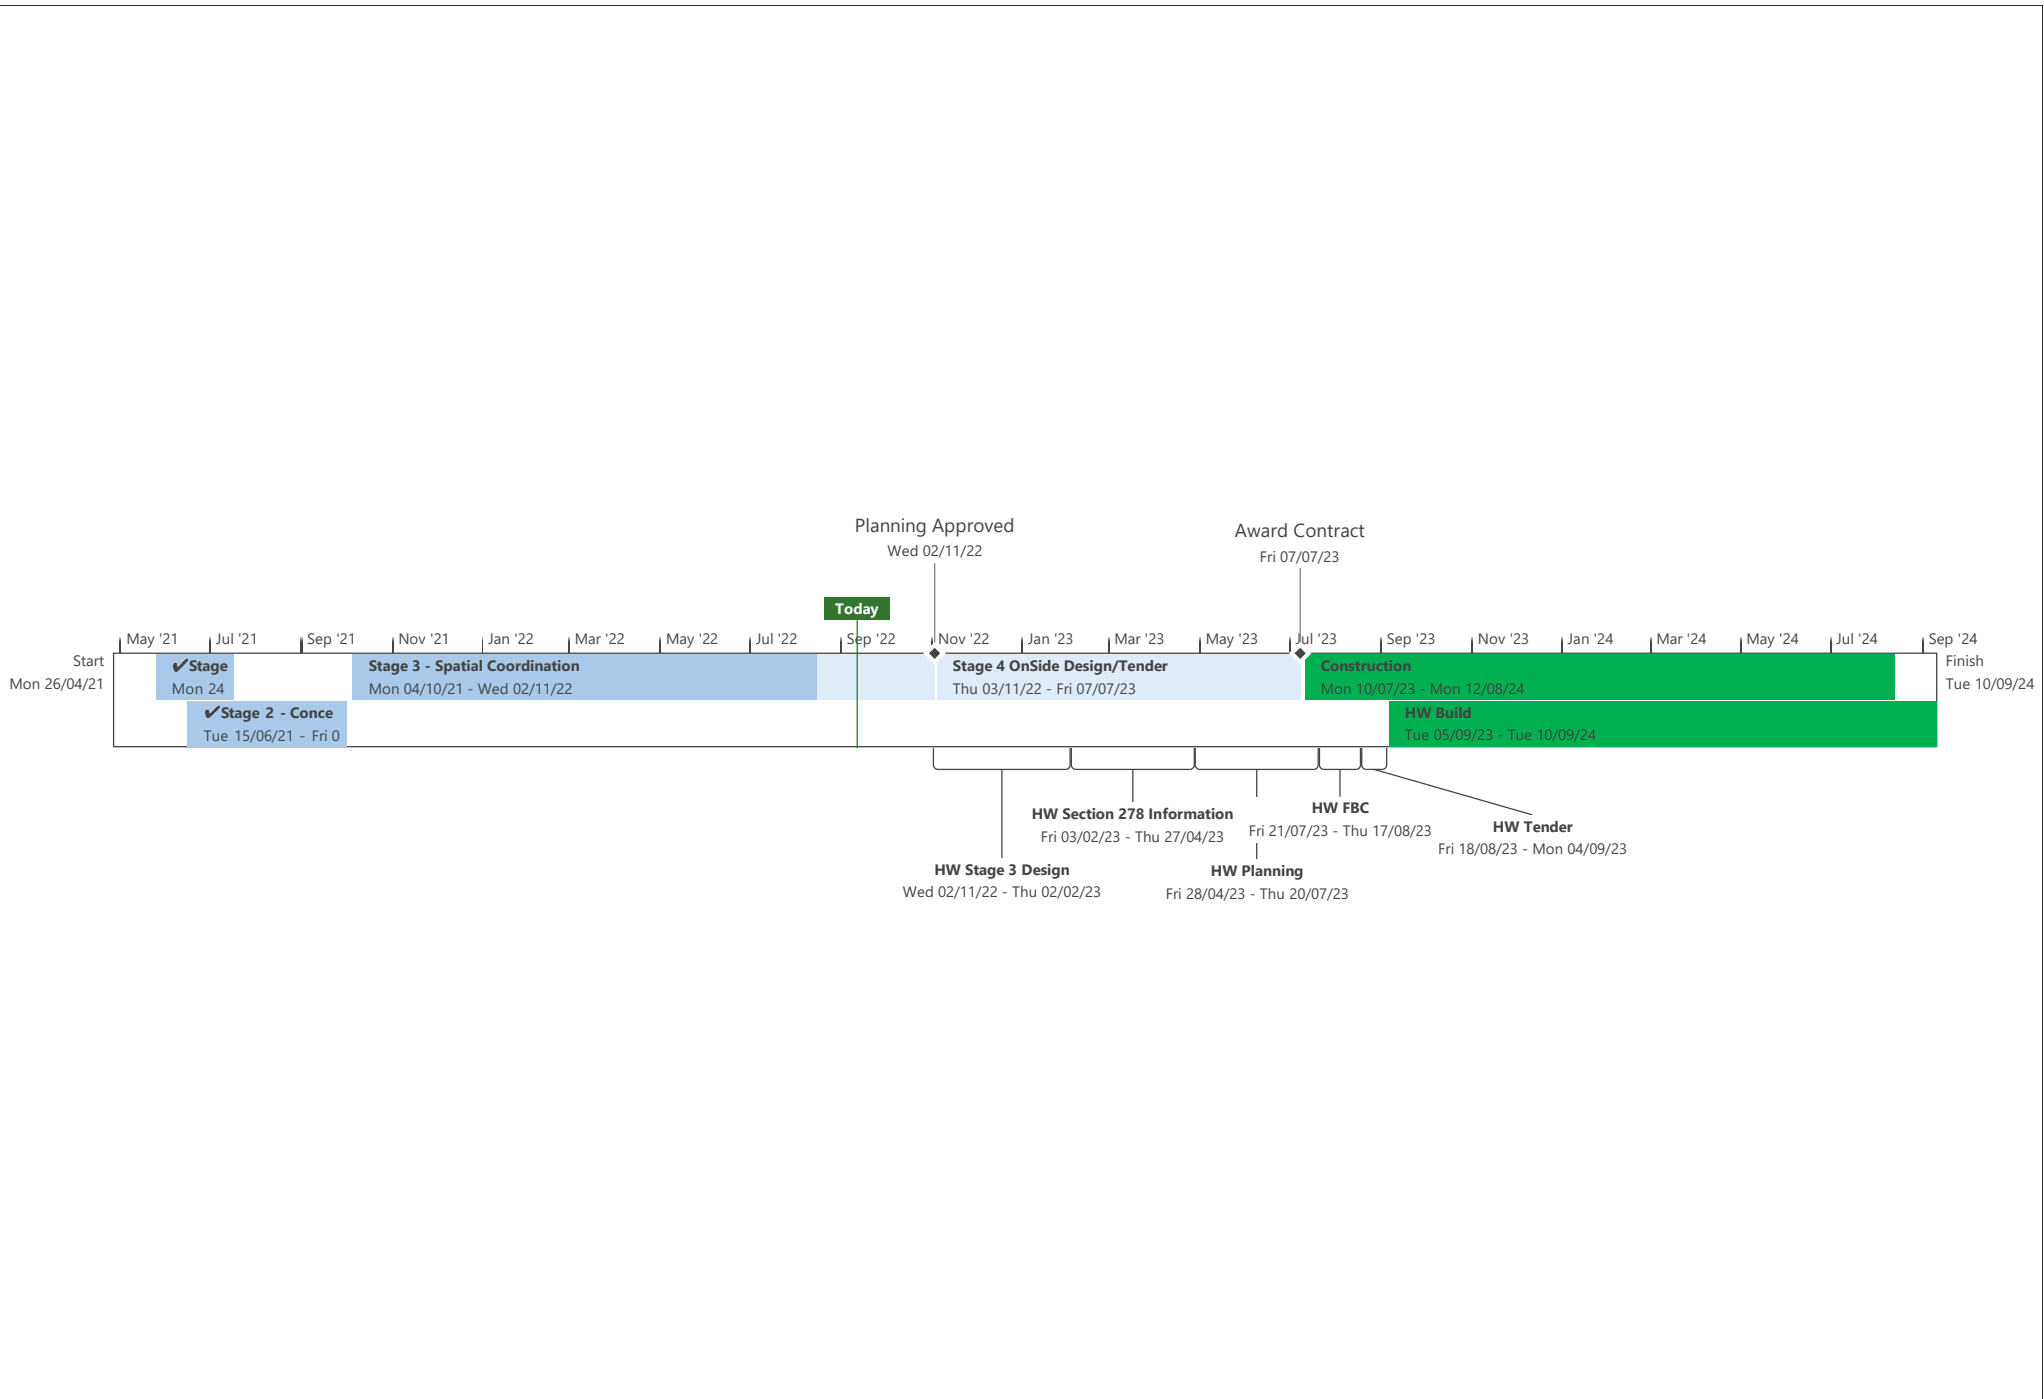 Planning Approved
Wed 02/11/22
Award Contract
Fri 07/07/23
Today
May '21 Jul '21 Sep '21 Nov '21 Jan '22 Mar '22 May '22 Jul '22 Sep '22 Nov '22 Jan '23 Mar '23 May '23 Jul '23 Sep '23 Nov '23 Jan '24 Mar '24 May '24 Jul '24 Sep '24
Start
Mon 26/04/21
✔Stage
Mon 24
Stage 3 - Spatial Coordination
Mon 04/10/21 - Wed 02/11/22
Stage 4 OnSide Design/Tender
Thu 03/11/22 - Fri 07/07/23
Construction
Mon 10/07/23 - Mon 12/08/24
Finish
Tue 10/09/24
✔Stage 2 - Conce
Tue 15/06/21 - Fri 0
HW Build
Tue 05/09/23 - Tue 10/09/24
HW Section 278 Information
Fri 03/02/23 - Thu 27/04/23
HW FBC
Fri 21/07/23 - Thu 17/08/23
HW Tender
Fri 18/08/23 - Mon 04/09/23
HW Stage 3 Design
Wed 02/11/22 - Thu 02/02/23
HW Planning
Fri 28/04/23 - Thu 20/07/23